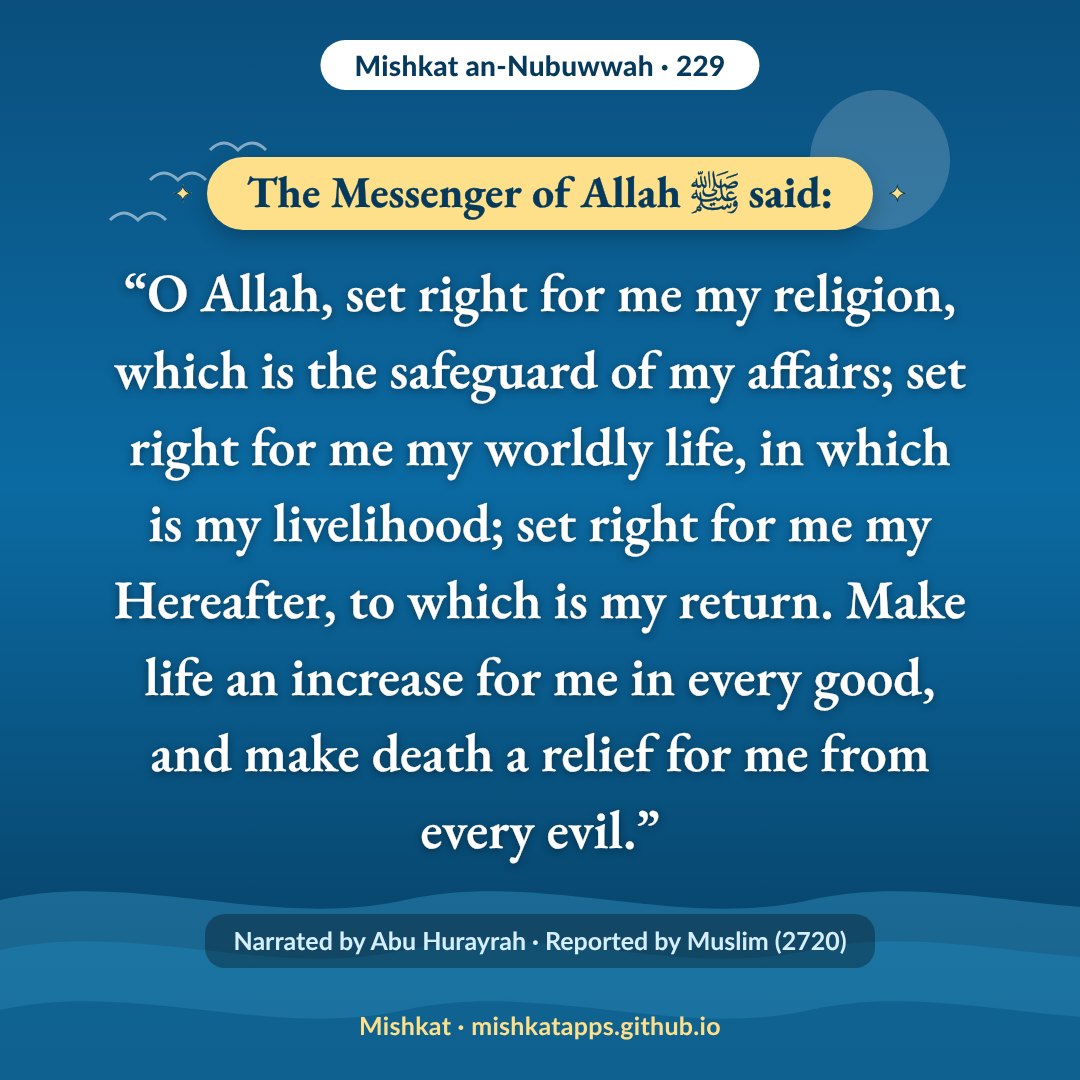 Mishkat an-Nubuwwah · 229
The Messenger of Allah ﷺ said:
“O Allah, set right for me my religion,
which is the safeguard of my affairs; set
right for me my worldly life, in which
is my livelihood; set right for me my
Hereafter, to which is my return. Make
life an increase for me in every good,
and make death a relief for me from
every evil.”
Narrated by Abu Hurayrah · Reported by Muslim (2720)
Mishkat · mishkatapps.github.io